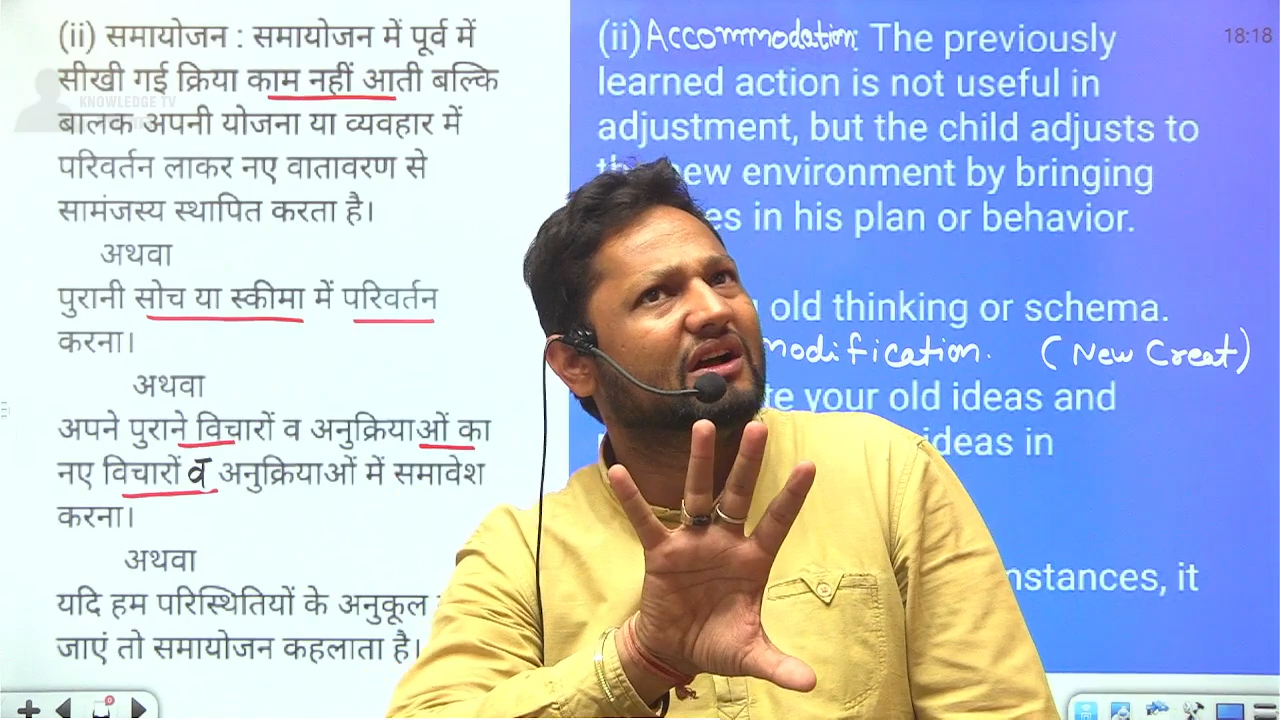 (ii) समायोजन : समायोजन में पूर्व में
सीखी गई क्रिया काम नहीं आती बल्कि
बालक अपनी योजना या व्यवहार में
परिवर्तन लाकर नए वातावरण से
सामंजस्य स्थापित करता है।
अथवा
पुरानी सोच या स्कीमा में परिवर्तन
करना।
अथवा
अपने पुराने विचारों व अनुक्रियाओं का
नए विचारों व अनुक्रियाओं में समावेश
करना।
अथवा
यदि हम परिस्थितियों के अनुकूल
जाएं तो समायोजन कहलाता है।
KNOWLEDGE TV
(ii) Accommodation: The previously
learned action is not useful in
adjustment, but the child adjusts to
new environment by bringing
in his plan or behavior.
old thinking or schema.
modification. (New Creat)
your old ideas and
ideas in
it
18:18